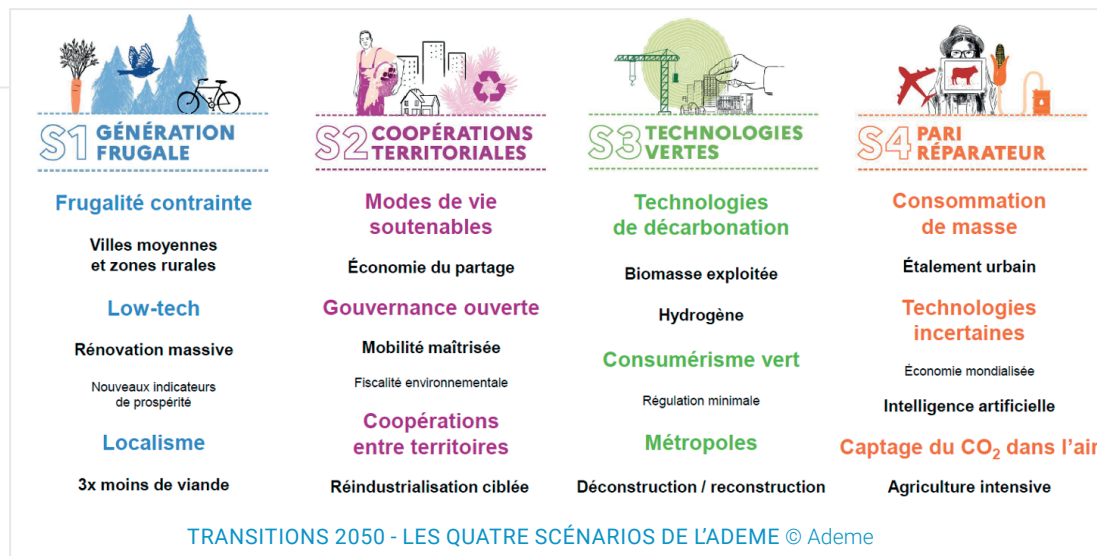 S1 GÉNÉRATION
FRUGALE
Frugalité contrainte
Villes moyennes
et zones rurales
Low-tech
Rénovation massive
Nouveaux indicateurs
de prospérité
Localisme
3x moins de viande
S2 COOPÉRATIONS
TERRITORIALES
Modes de vie
soutenables
Économie du partage
Gouvernance ouverte
Mobilité maîtrisée
Fiscalité environnementale
Coopérations
entre territoires
Réindustrialisation ciblée
S3 TECHNOLOGIES
VERTES
Technologies
de décarbonation
Biomasse exploitée
Hydrogène
Consumérisme vert
Régulation minimale
Métropoles
Déconstruction / reconstruction
S4 PARI
RÉPARATEUR
Consommation
de masse
Étalement urbain
Technologies
incertaines
Économie mondialisée
Intelligence artificielle
Captage du CO₂ dans l'air
Agriculture intensive
TRANSITIONS 2050 - LES QUATRE SCÉNARIOS DE L'ADEME © Ademe